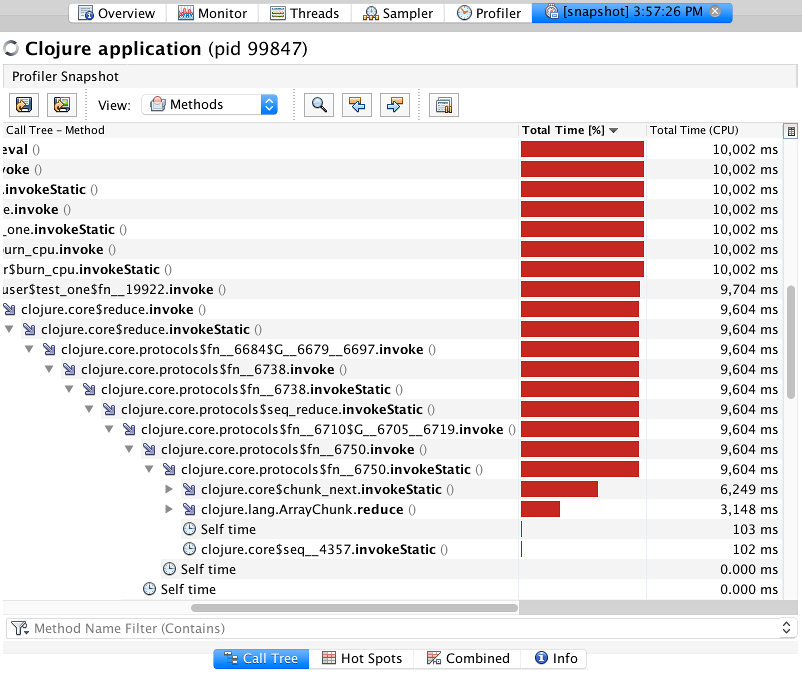 Overview Monitor Threads Sampler Profiler [snapshot] 3:57:26 PM
Clojure application (pid 99847)
Profiler Snapshot
View: Methods
Call Tree – Method Total Time [%] Total Time (CPU)
eval () 10,002 ms
voke () 10,002 ms
.invokeStatic () 10,002 ms
e.invoke () 10,002 ms
_one.invokeStatic () 10,002 ms
burn_cpu.invoke () 10,002 ms
r$burn_cpu.invokeStatic () 10,002 ms
user$test_one$fn__19922.invoke () 9,704 ms
clojure.core$reduce.invoke () 9,604 ms
clojure.core$reduce.invokeStatic () 9,604 ms
clojure.core.protocols$fn__6684$G__6679__6697.invoke () 9,604 ms
clojure.core.protocols$fn__6738.invoke () 9,604 ms
clojure.core.protocols$fn__6738.invokeStatic () 9,604 ms
clojure.core.protocols$seq_reduce.invokeStatic () 9,604 ms
clojure.core.protocols$fn__6710$G__6705__6719.invoke () 9,604 ms
clojure.core.protocols$fn__6750.invoke () 9,604 ms
clojure.core.protocols$fn__6750.invokeStatic () 9,604 ms
clojure.core$chunk_next.invokeStatic () 6,249 ms
clojure.lang.ArrayChunk.reduce () 3,148 ms
Self time 103 ms
clojure.core$seq__4357.invokeStatic () 102 ms
Self time 0.000 ms
Self time 0.000 ms
Method Name Filter (Contains)
Call Tree Hot Spots Combined Info